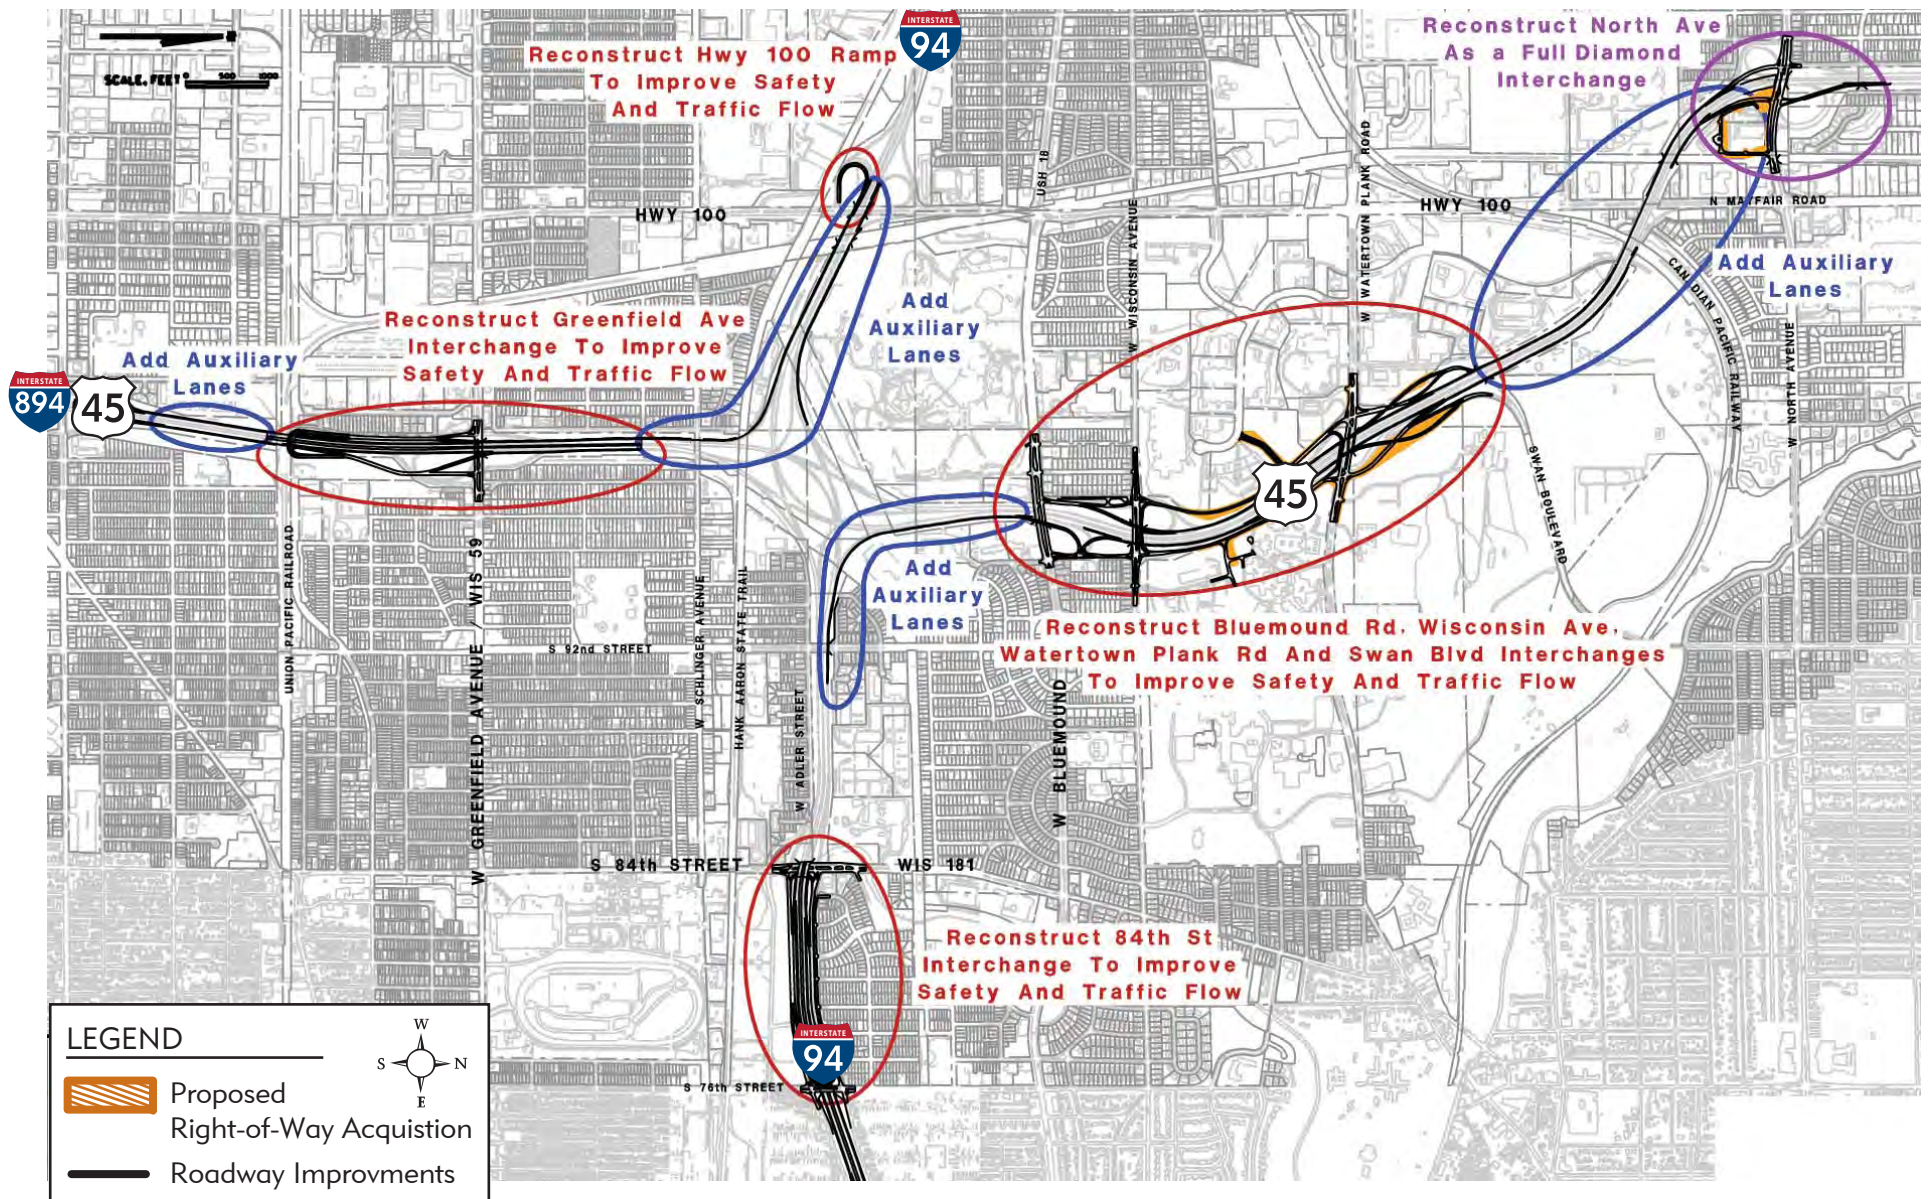 SCALE, FEET 0 500 1000
Reconstruct Hwy 100 Ramp
To Improve Safety
And Traffic Flow
INTERSTATE
94
Reconstruct North Ave
As a Full Diamond
Interchange
HWY 100
USH 18
W WISCONSIN AVENUE
W WATERTOWN PLANK ROAD
HWY 100
N MAYFAIR ROAD
CANADIAN PACIFIC RAILWAY
Add Auxiliary
Lanes
W NORTH AVENUE
Add
Auxiliary
Lanes
Reconstruct Greenfield Ave
Interchange To Improve
Safety And Traffic Flow
Add Auxiliary
Lanes
INTERSTATE
894
45
45
SWAN BOULEVARD
UNION PACIFIC RAILROAD
W GREENFIELD AVENUE / WIS 59
S 92nd STREET
W SCHLINGER AVENUE
HANK AARON STATE TRAIL
W ADLER STREET
Add
Auxiliary
Lanes
Reconstruct Bluemound Rd, Wisconsin Ave,
Watertown Plank Rd And Swan Blvd Interchanges
To Improve Safety And Traffic Flow
W BLUEMOUND
S 84th STREET
WIS 181
Reconstruct 84th St
Interchange To Improve
Safety And Traffic Flow
INTERSTATE
94
S 76th STREET
LEGEND
W
S
N
E
Proposed
Right-of-Way Acquistion
Roadway Improvments